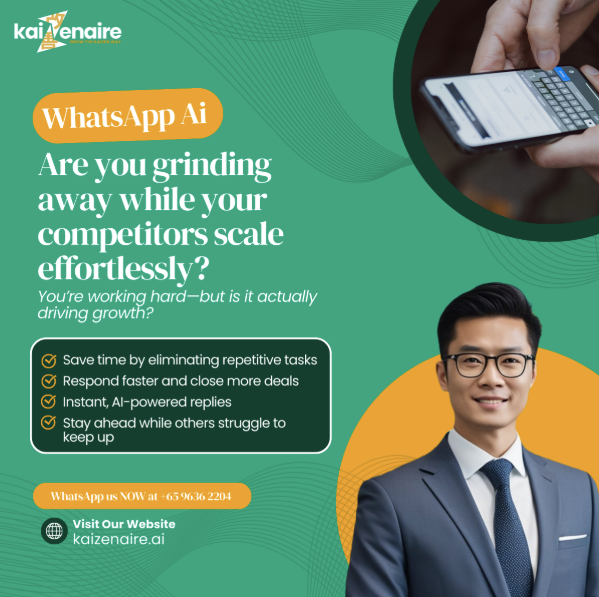 kaiZenaire
WhatsApp Ai
Are you grinding
away while your
competitors scale
effortlessly?
You're working hard—but is it actually
driving growth?
Save time by eliminating repetitive tasks
Respond faster and close more deals
Instant, AI-powered replies
Stay ahead while others struggle to
keep up
WhatsApp us NOW at +65 9636 2204
Visit Our Website
kaizenaire.ai